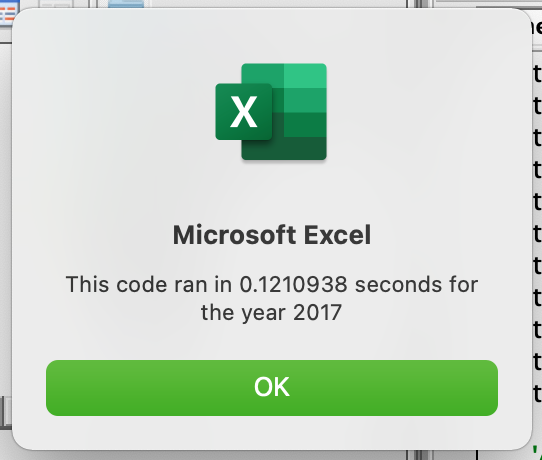 X
Microsoft Excel
This code ran in 0.1210938 seconds for
the year 2017
OK